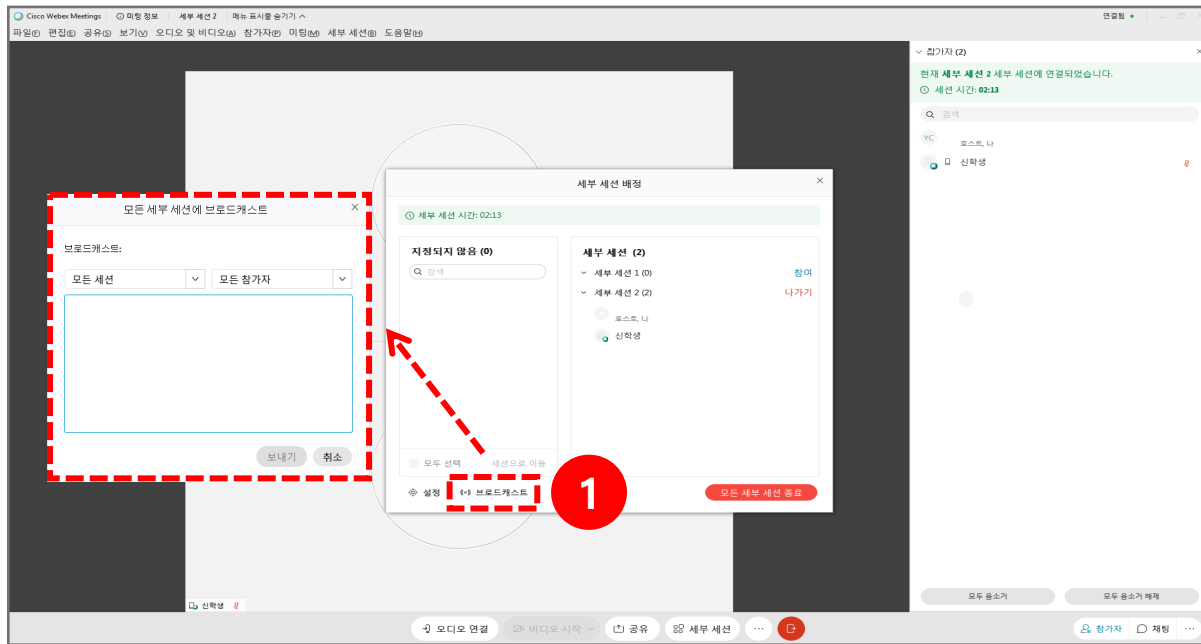 Cisco Webex Meetings 미팅 정보 세부 세션 2 메뉴 표시줄 숨기기 연결됨
파일(F) 편집(E) 공유(S) 보기(V) 오디오 및 비디오(A) 참가자(P) 미팅(M) 세부 세션(B) 도움말(H)
참가자 (2)
현재 세부 세션 2 세부 세션에 연결되었습니다.
세션 시간: 02:13
검색
YC
호스트, 나
신학생
세부 세션 배정
세부 세션 시간: 02:13
지정되지 않음 (0)
검색
모두 선택 세션으로 이동
설정 브로드캐스트
세부 세션 (2)
세부 세션 1 (0) 참여
세부 세션 2 (2) 나가기
호스트, 나
신학생
모든 세부 세션 종료
1
모든 세부 세션에 브로드캐스트
브로드캐스트:
모든 세션 모든 참가자
보내기 취소
신학생
모두 음소거 모두 음소거 해제
오디오 연결 비디오 시작 공유 세부 세션 ... 참가자 채팅 ...